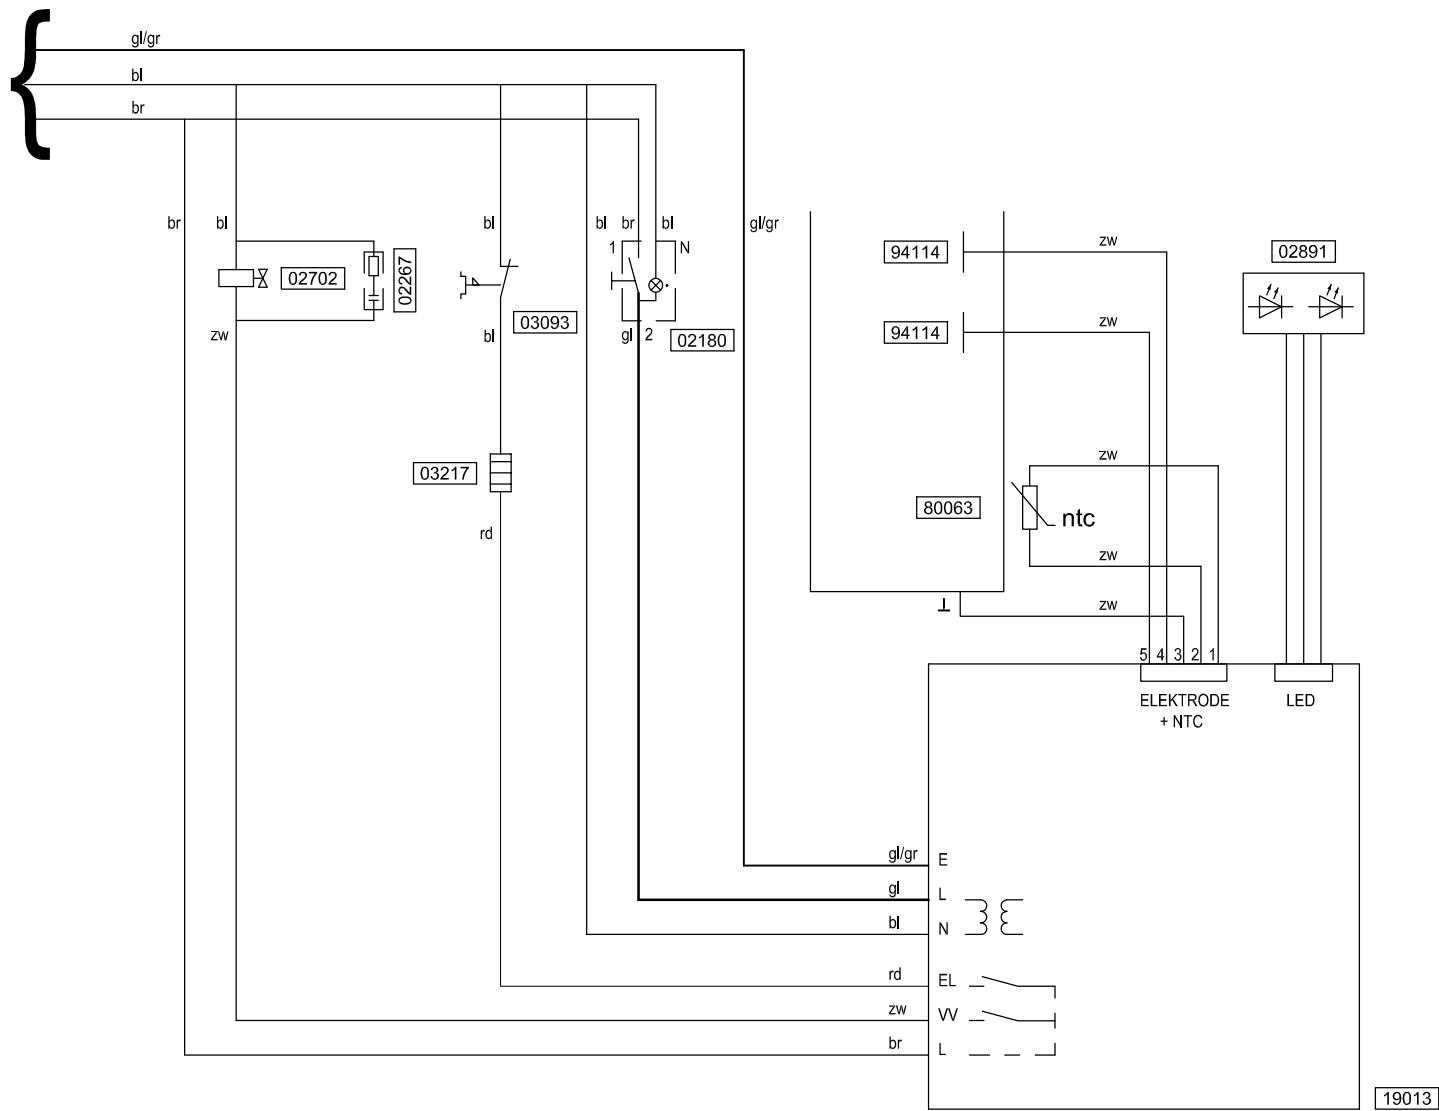 gl/gr
bl
br
br
bl
bl
bl
br
bl
gl/gr
1
N
94114
zw
02891
02702
02267
03093
zw
bl
gl
2
02180
94114
zw
03217
zw
rd
80063
ntc
zw
zw
5 4 3 2 1
ELEKTRODE
+ NTC
LED
gl/gr
E
gl
L
bl
N
rd
EL
zw
VV
br
L
19013